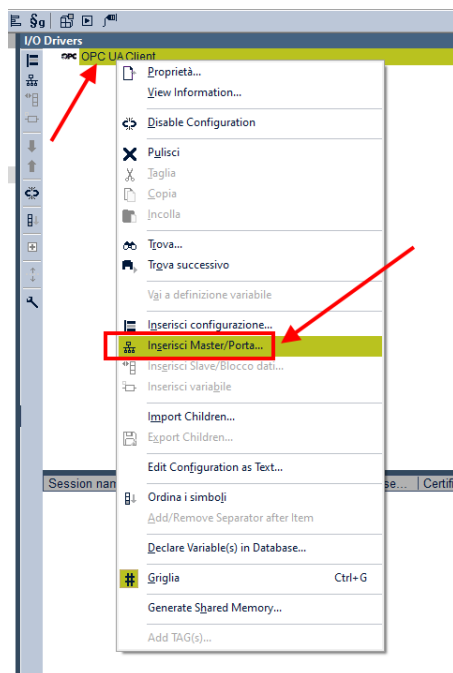 §g
I/O Drivers
OPC OPC UA Client
Proprietà...
View Information...
Disable Configuration
Pulisci
Taglia
Copia
Incolla
Trova...
Trova successivo
Vai a definizione variabile
Inserisci configurazione...
Inserisci Master/Porta...
Inserisci Slave/Blocco dati...
Inserisci variabile
Import Children...
Export Children...
Edit Configuration as Text...
Session nam
se...
Certifi
Ordina i simboli
Add/Remove Separator after Item
Declare Variable(s) in Database...
Griglia Ctrl+G
Generate Shared Memory...
Add TAG(s)...